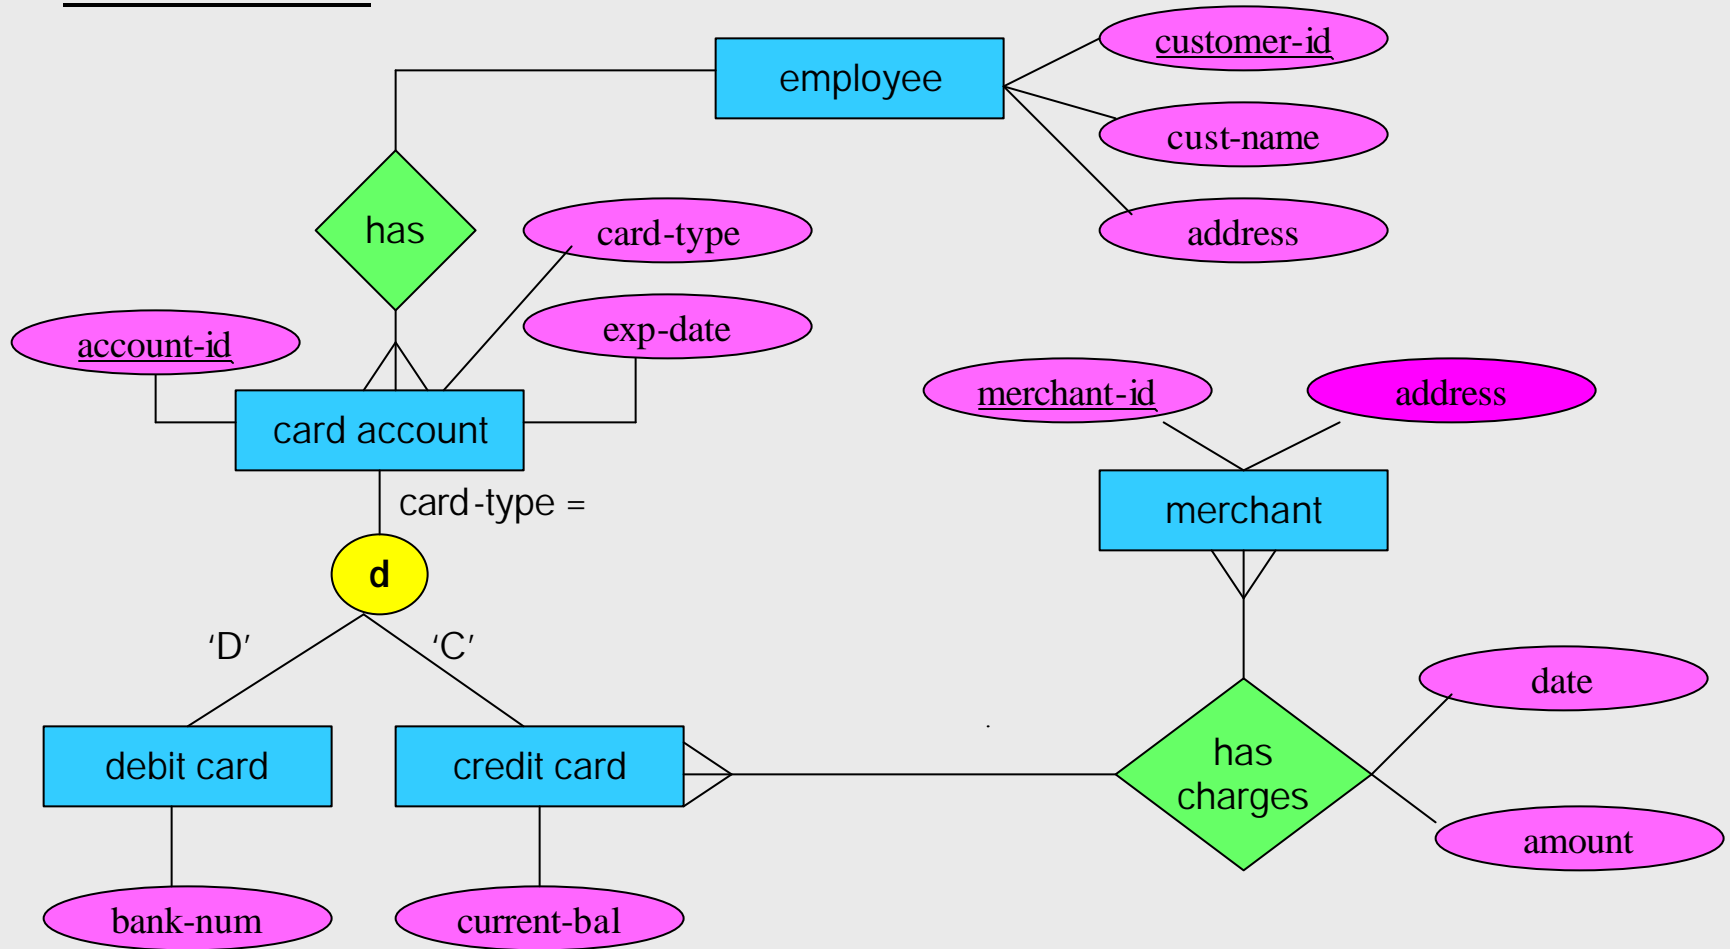 customer-id
employee
cust-name
has
card-type
address
account-id
exp-date
merchant-id
address
card account
card-type =
merchant
d
‘D’
‘C’
date
debit card
credit card
has
charges
amount
bank-num
current-bal